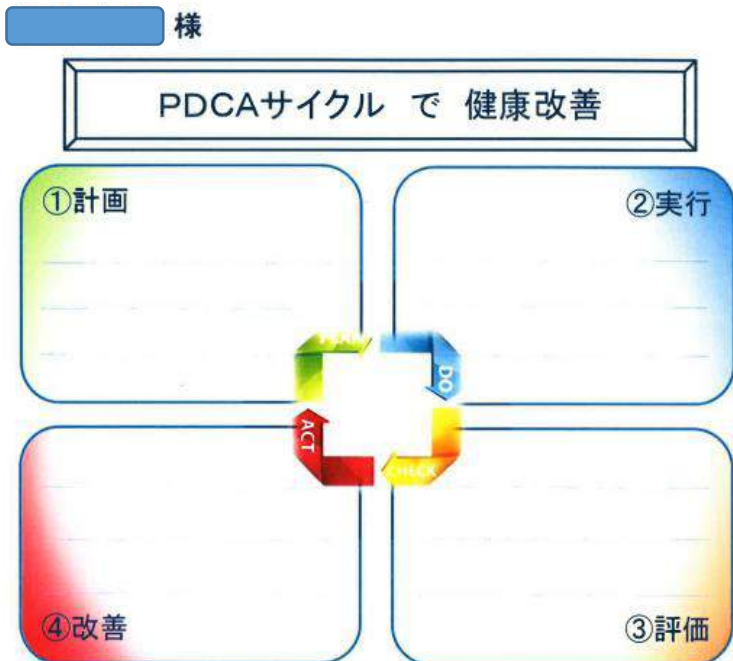 様
PDCAサイクル で 健康改善
①計画
②実行
PLAN
DO
ACT
CHECK
④改善
③評価